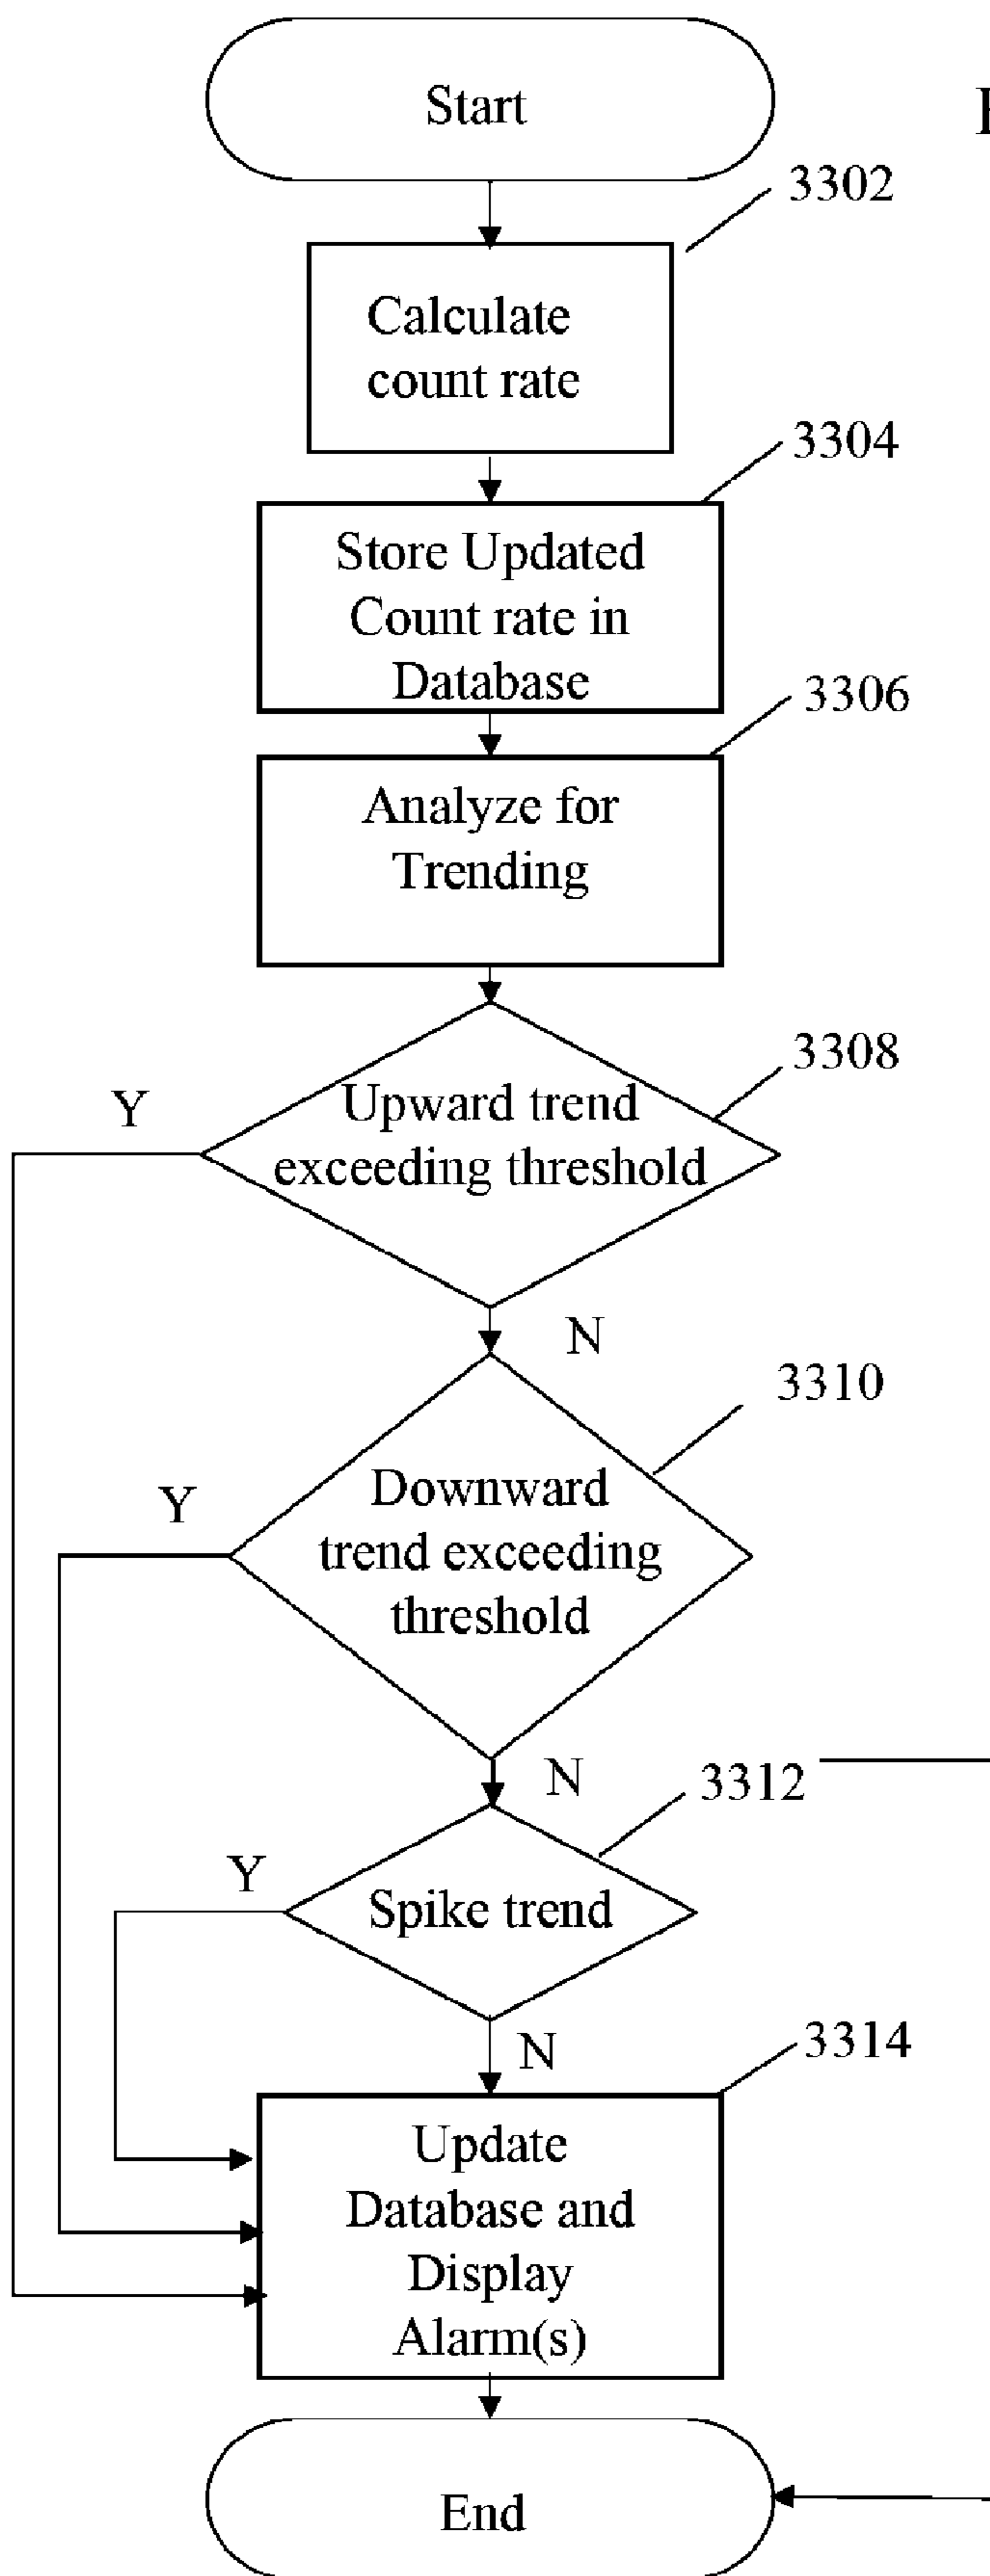 Start
3302
Calculate
count rate
3304
Store Updated
Count rate in
Database
3306
Analyze for
Trending
3308
Y
Upward trend
exceeding threshold
N
3310
Y
Downward
trend exceeding
threshold
N
3312
Y
Spike trend
N
3314
Update
Database and
Display
Alarm(s)
End